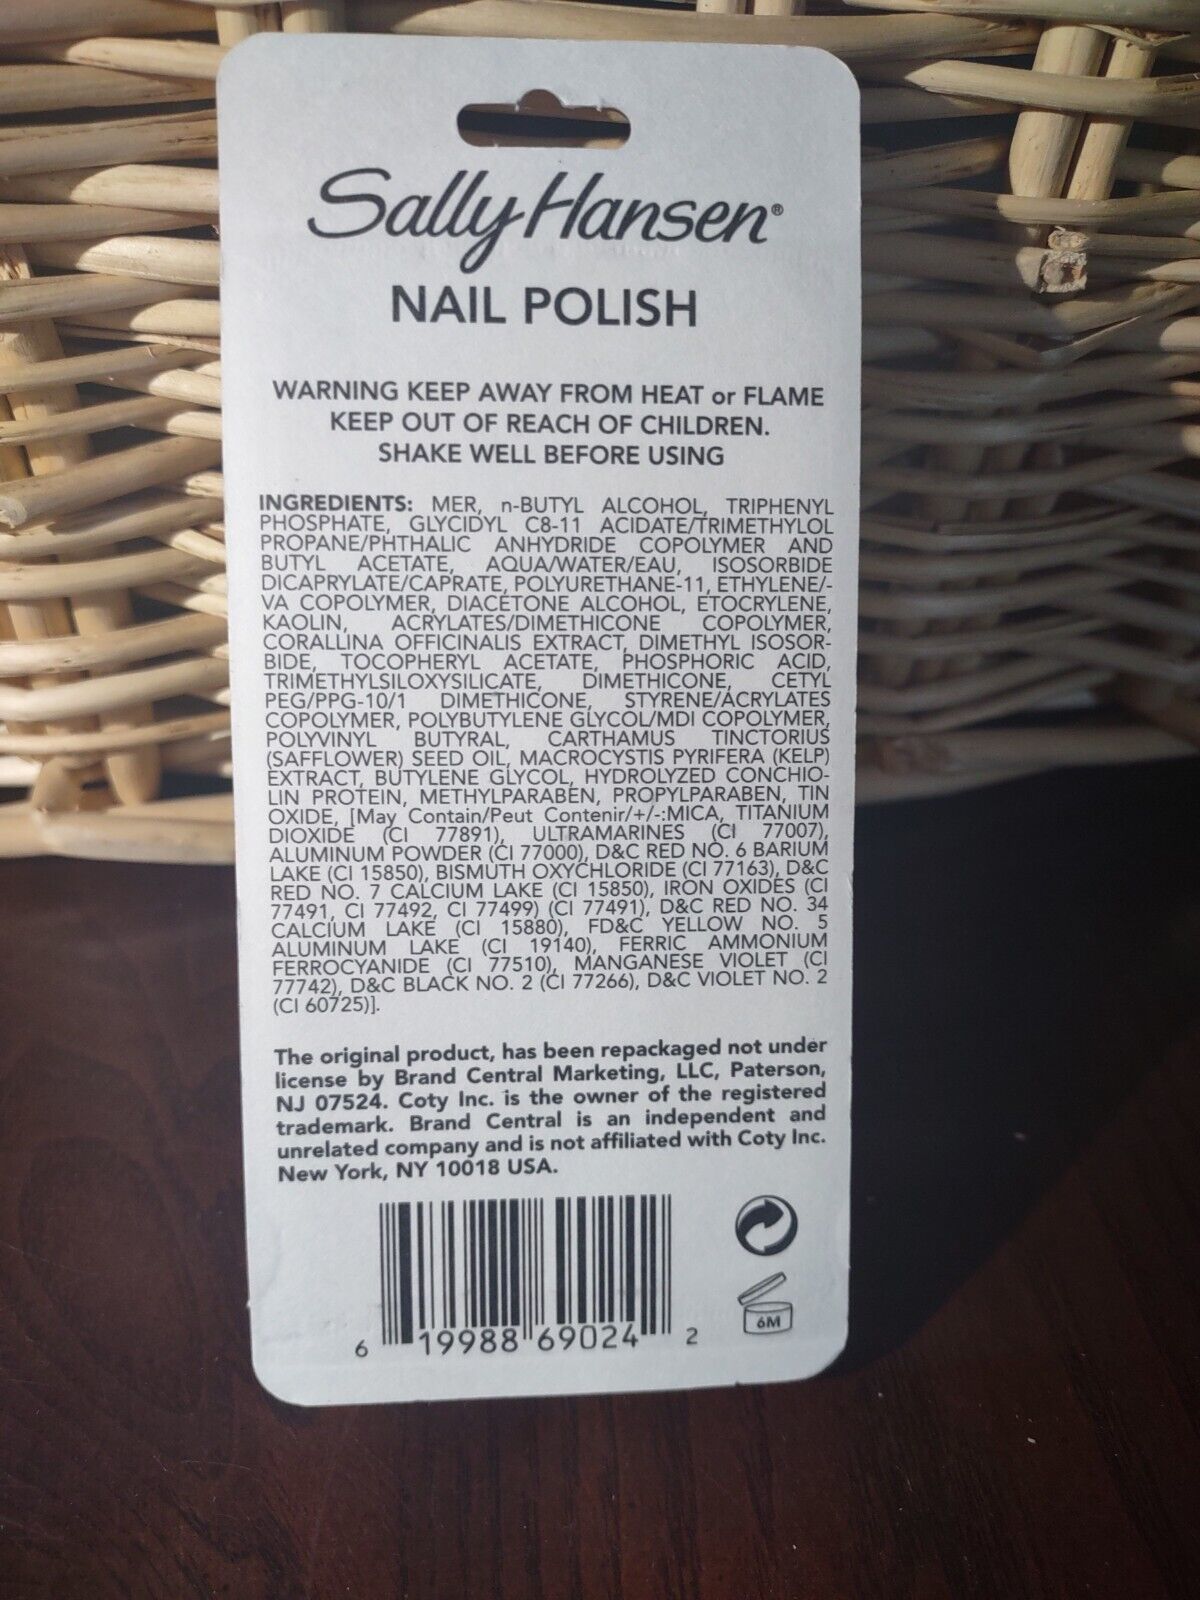 Sally Hansen®
NAIL POLISH
WARNING KEEP AWAY FROM HEAT or FLAME
KEEP OUT OF REACH OF CHILDREN.
SHAKE WELL BEFORE USING
INGREDIENTS: MER, n-BUTYL ALCOHOL, TRIPHENYL
PHOSPHATE, GLYCIDYL C8-11 ACIDATE/TRIMETHYLOL
PROPANE/PHTHALIC ANHYDRIDE COPOLYMER AND
BUTYL ACETATE, AQUA/WATER/EAU, ISOSORBIDE
DICAPRYLATE/CAPRATE, POLYURETHANE-11, ETHYLENE/-
VA COPOLYMER, DIACETONE ALCOHOL, ETOCRYLENE,
KAOLIN, ACRYLATES/DIMETHICONE COPOLYMER,
CORALLINA OFFICINALIS EXTRACT, DIMETHYL ISOSOR-
BIDE, TOCOPHERYL ACETATE, PHOSPHORIC ACID,
TRIMETHYLSILOXYSILICATE, DIMETHICONE, CETYL
PEG/PPG-10/1 DIMETHICONE, STYRENE/ACRYLATES
COPOLYMER, POLYBUTYLENE GLYCOL/MDI COPOLYMER,
POLYVINYL BUTYRAL, CARTHAMUS TINCTORIUS
(SAFFLOWER) SEED OIL, MACROCYSTIS PYRIFERA (KELP)
EXTRACT, BUTYLENE GLYCOL, HYDROLYZED CONCHIO-
LIN PROTEIN, METHYLPARABEN, PROPYLPARABEN, TIN
OXIDE, [May Contain/Peut Contenir/+/-:MICA, TITANIUM
DIOXIDE (CI 77891), ULTRAMARINES (CI 77007),
ALUMINUM POWDER (CI 77000), D&C RED NO. 6 BARIUM
LAKE (CI 15850), BISMUTH OXYCHLORIDE (CI 77163), D&C
RED NO. 7 CALCIUM LAKE (CI 15850), IRON OXIDES (CI
77491, CI 77492, CI 77499) (CI 77491), D&C RED NO. 34
CALCIUM LAKE (CI 15880), FD&C YELLOW NO. 5
ALUMINUM LAKE (CI 19140), FERRIC AMMONIUM
FERROCYANIDE (CI 77510), MANGANESE VIOLET (CI
77742), D&C BLACK NO. 2 (CI 77266), D&C VIOLET NO. 2
(CI 60725)].
The original product, has been repackaged not under
license by Brand Central Marketing, LLC, Paterson,
NJ 07524. Coty Inc. is the owner of the registered
trademark. Brand Central is an independent and
unrelated company and is not affiliated with Coty Inc.
New York, NY 10018 USA.
6 19988 69024 2
6M